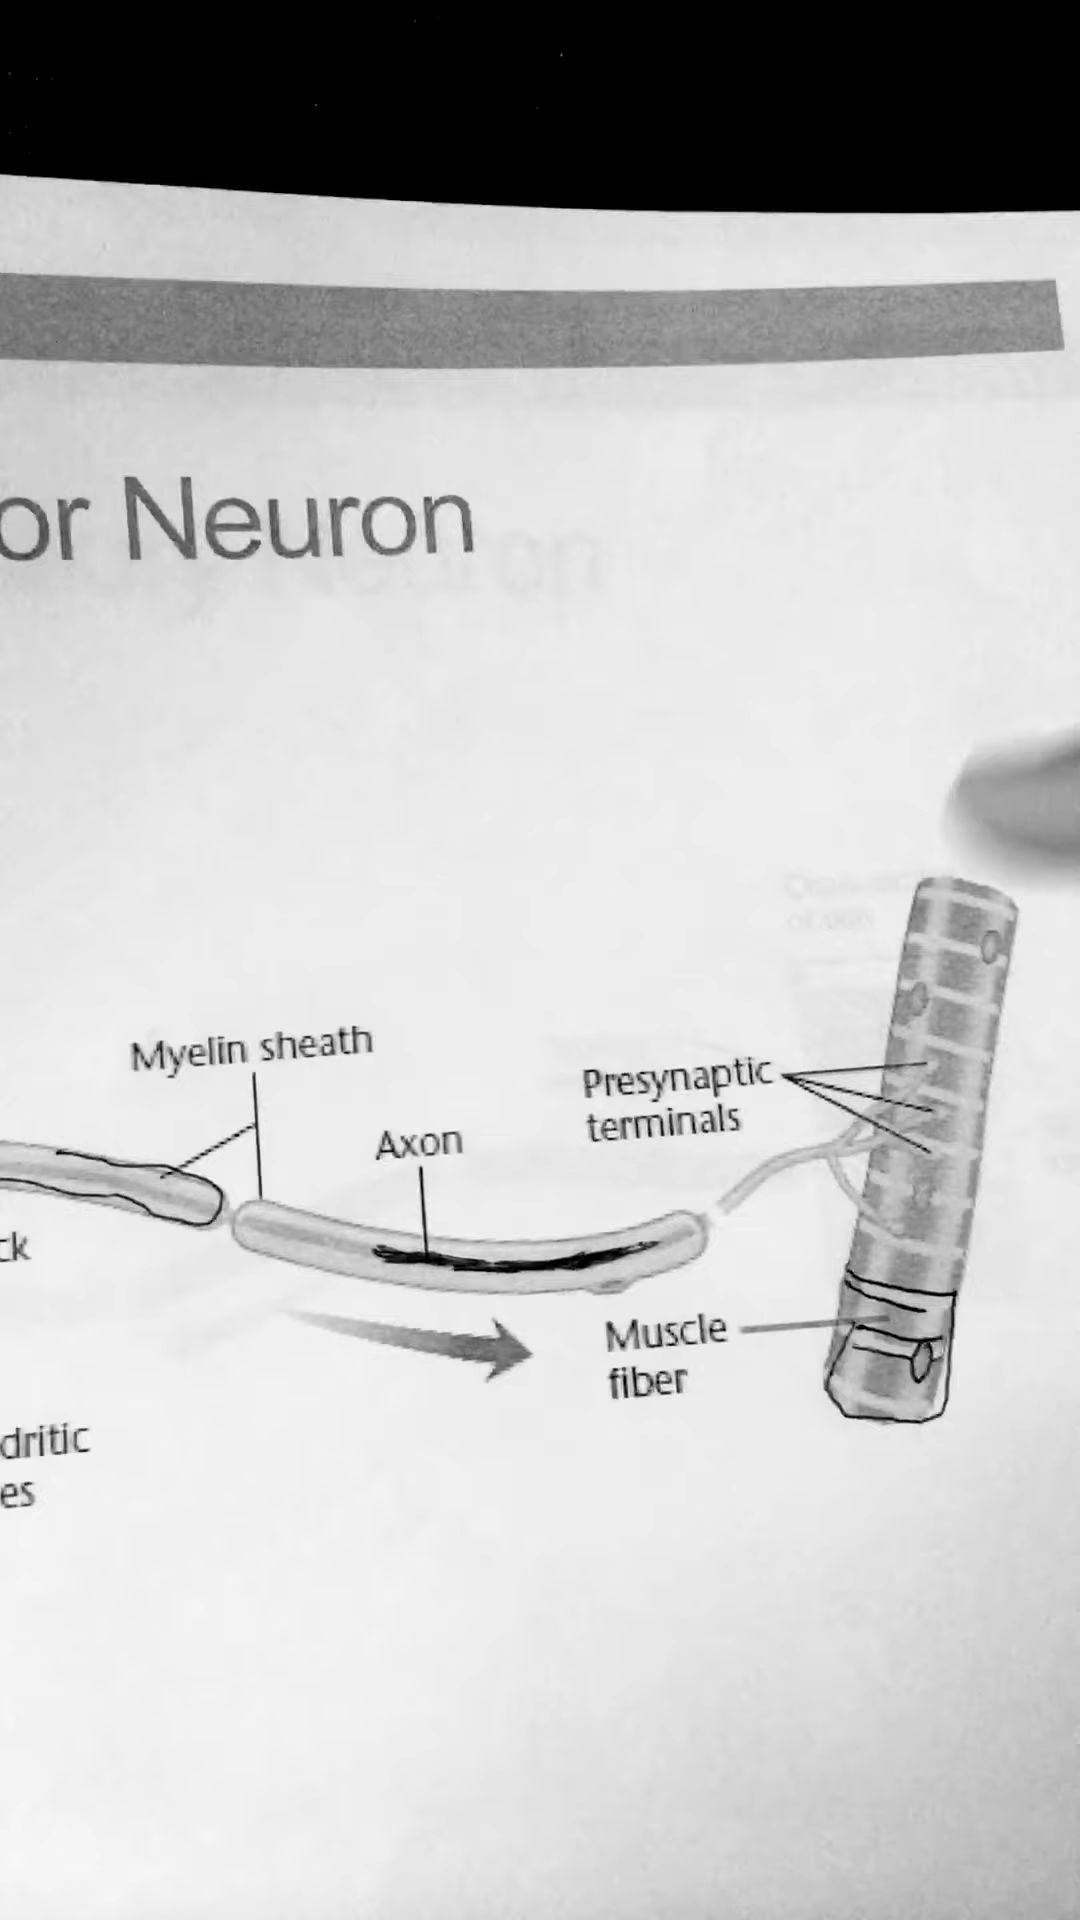 or Neuron
Myelin sheath
Axon
Presynaptic
terminals
ck
Muscle
fiber
dritic
es